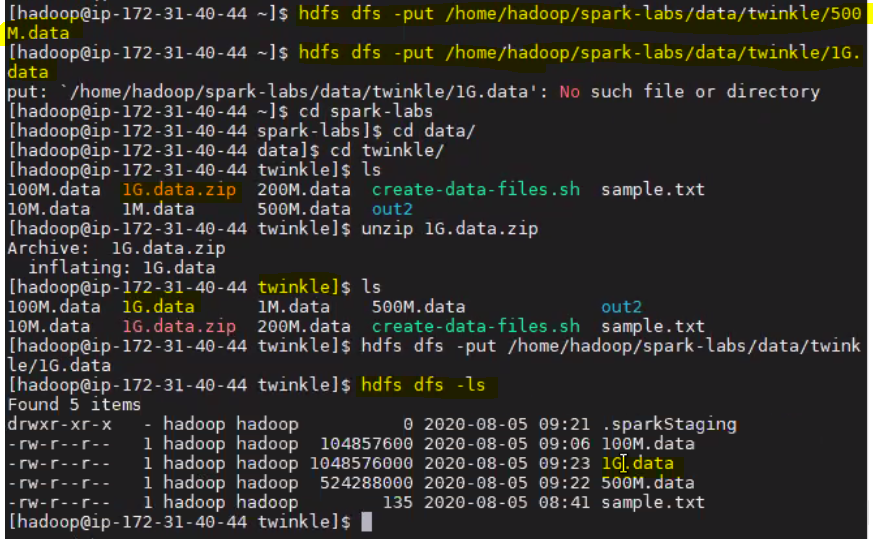 [hadoop@ip-172-31-40-44 ~]$ hdfs dfs -put /home/hadoop/spark-labs/data/twinkle/500
M.data
[hadoop@ip-172-31-40-44 ~]$ hdfs dfs -put /home/hadoop/spark-labs/data/twinkle/1G.
data
put: `/home/hadoop/spark-labs/data/twinkle/1G.data': No such file or directory
[hadoop@ip-172-31-40-44 ~]$ cd spark-labs
[hadoop@ip-172-31-40-44 spark-labs]$ cd data/
[hadoop@ip-172-31-40-44 data]$ cd twinkle/
[hadoop@ip-172-31-40-44 twinkle]$ ls
100M.data  1G.data.zip  200M.data  create-data-files.sh  sample.txt
10M.data   1M.data      500M.data  out2
[hadoop@ip-172-31-40-44 twinkle]$ unzip 1G.data.zip
Archive:  1G.data.zip
  inflating: 1G.data
[hadoop@ip-172-31-40-44 twinkle]$ ls
100M.data  1G.data      1M.data    500M.data             out2
10M.data   1G.data.zip  200M.data  create-data-files.sh  sample.txt
[hadoop@ip-172-31-40-44 twinkle]$ hdfs dfs -put /home/hadoop/spark-labs/data/twink
le/1G.data
[hadoop@ip-172-31-40-44 twinkle]$ hdfs dfs -ls
Found 5 items
drwxr-xr-x   - hadoop hadoop          0 2020-08-05 09:21 .sparkStaging
-rw-r--r--   1 hadoop hadoop  104857600 2020-08-05 09:06 100M.data
-rw-r--r--   1 hadoop hadoop 1048576000 2020-08-05 09:23 1G.data
-rw-r--r--   1 hadoop hadoop  524288000 2020-08-05 09:22 500M.data
-rw-r--r--   1 hadoop hadoop        135 2020-08-05 08:41 sample.txt
[hadoop@ip-172-31-40-44 twinkle]$